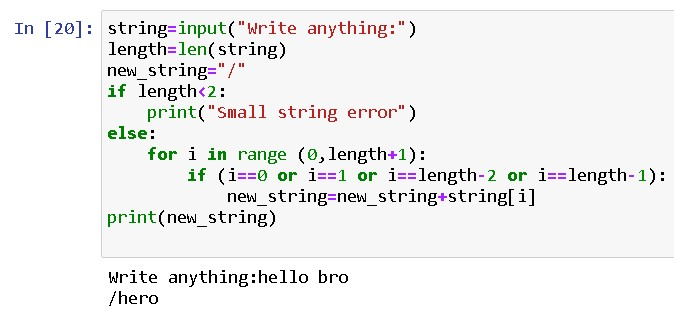 In [20]: string=input("Write anything:")
length=len(string)
new_string="/"
if length<2:
    print("Small string error")
else:
    for i in range (0,length+1):
        if (i==0 or i==1 or i==length-2 or i==length-1):
            new_string=new_string+string[i]
print(new_string)
Write anything:hello bro
/hero